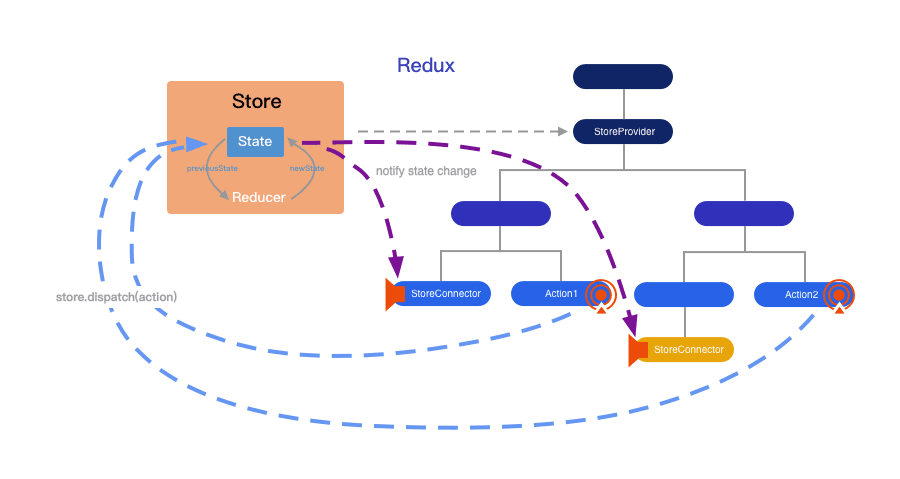 Redux
Store
State
previousState
newState
Reducer
StoreProvider
notify state change
store.dispatch(action)
StoreConnector
Action1
Action2
StoreConnector